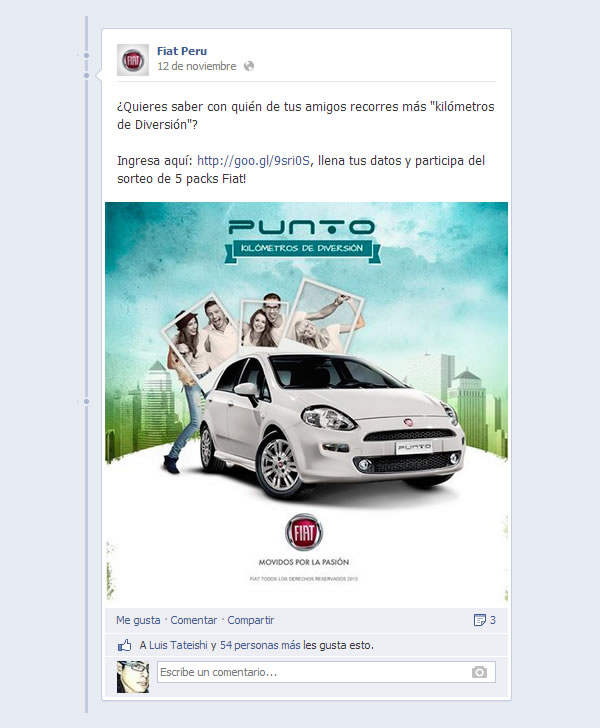 Fiat Peru
12 de noviembre
¿Quieres saber con quién de tus amigos recorres más "kilómetros
de Diversión"?
Ingresa aquí: http://goo.gl/9sri0S, llena tus datos y participa del
sorteo de 5 packs Fiat!
PUNTO
KILÓMETROS DE DIVERSIÓN
PUNTO
FIAT
MOVIDOS POR LA PASIÓN
FIAT TODOS LOS DERECHOS RESERVADOS 2013
Me gusta · Comentar · Compartir
3
A Luis Tateishi y 54 personas más les gusta esto.
Escribe un comentario...